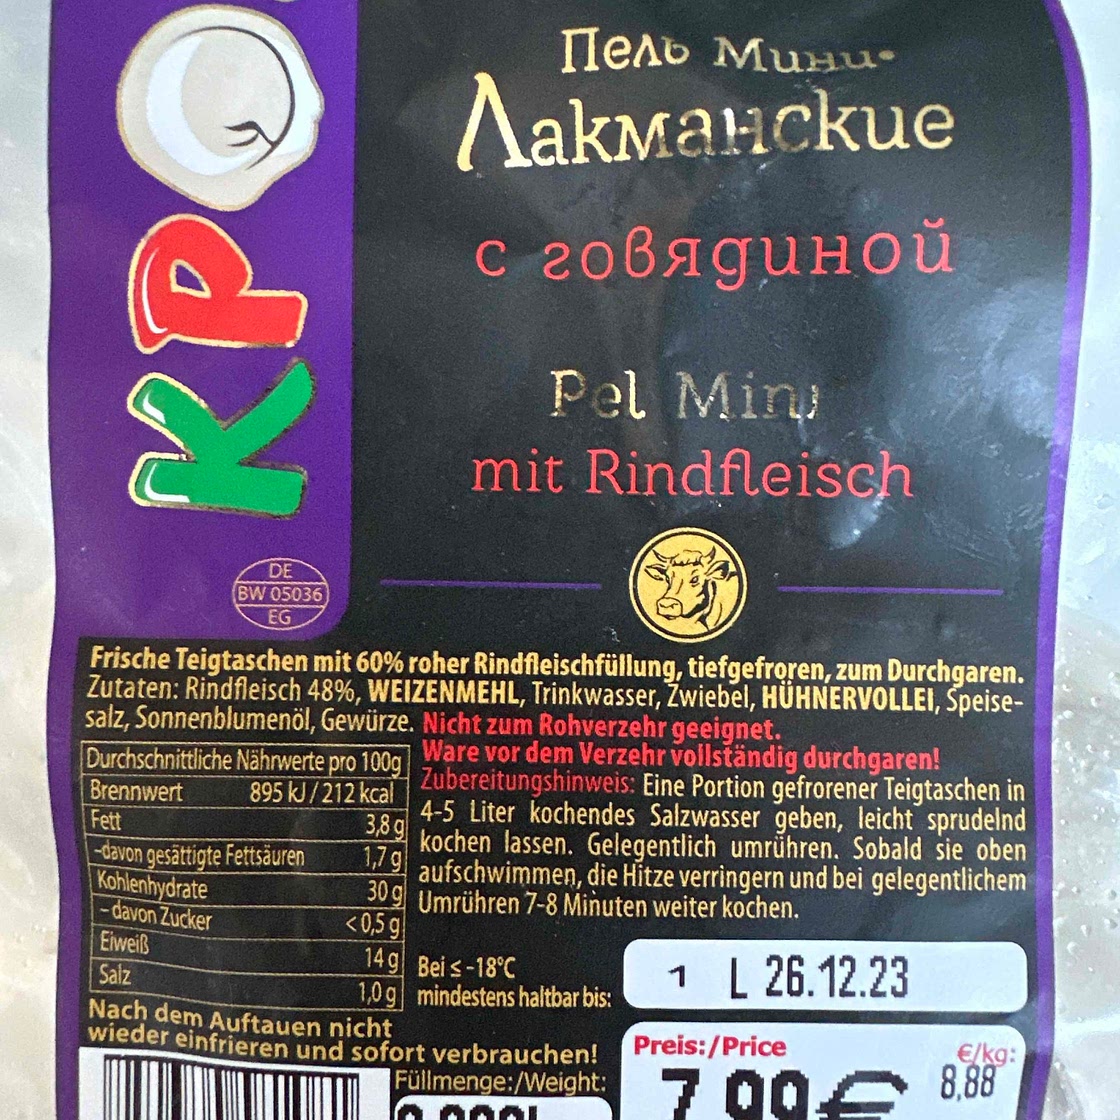 КРО
Пель Мини
Лакманские
с говядиной
Pel Mini
mit Rindfleisch
DE
BW 05036
EG
Frische Teigtaschen mit 60% roher Rindfleischfüllung, tiefgefroren, zum Durchgaren.
Zutaten: Rindfleisch 48%, WEIZENMEHL, Trinkwasser, Zwiebel, HÜHNERVOLLEI, Speise-
salz, Sonnenblumenöl, Gewürze. Nicht zum Rohverzehr geeignet.
Ware vor dem Verzehr vollständig durchgaren!
Zubereitungshinweis: Eine Portion gefrorener Teigtaschen in
4-5 Liter kochendes Salzwasser geben, leicht sprudelnd
kochen lassen. Gelegentlich umrühren. Sobald sie oben
aufschwimmen, die Hitze verringern und bei gelegentlichem
Umrühren 7-8 Minuten weiter kochen.
Durchschnittliche Nährwerte pro 100g
Brennwert 895 kJ / 212 kcal
Fett 3,8 g
-davon gesättigte Fettsäuren 1,7 g
Kohlenhydrate 30 g
- davon Zucker < 0,5 g
Eiweiß 14 g
Salz 1,0 g
Bei ≤ -18°C
mindestens haltbar bis:
1 L 26.12.23
Nach dem Auftauen nicht
wieder einfrieren und sofort verbrauchen!
Füllmenge:/Weight:
Preis:/Price
€/kg:
7,99€
8,88